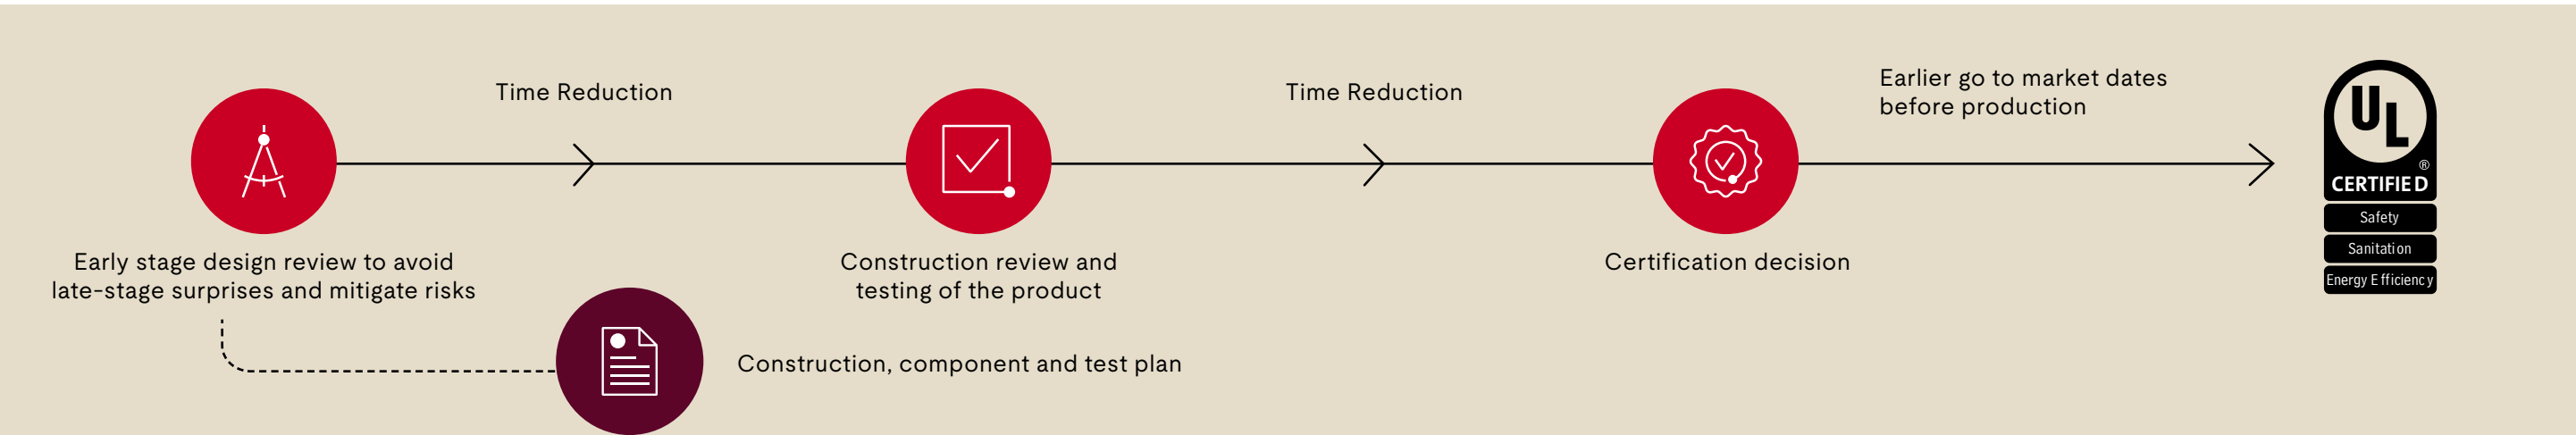 Time Reduction
Time Reduction
Earlier go to market dates
before production
UL
®
CERTIFIED
Safety
Sanitation
Energy Efficiency
Early stage design review to avoid
late-stage surprises and mitigate risks
Construction review and
testing of the product
Certification decision
Construction, component and test plan